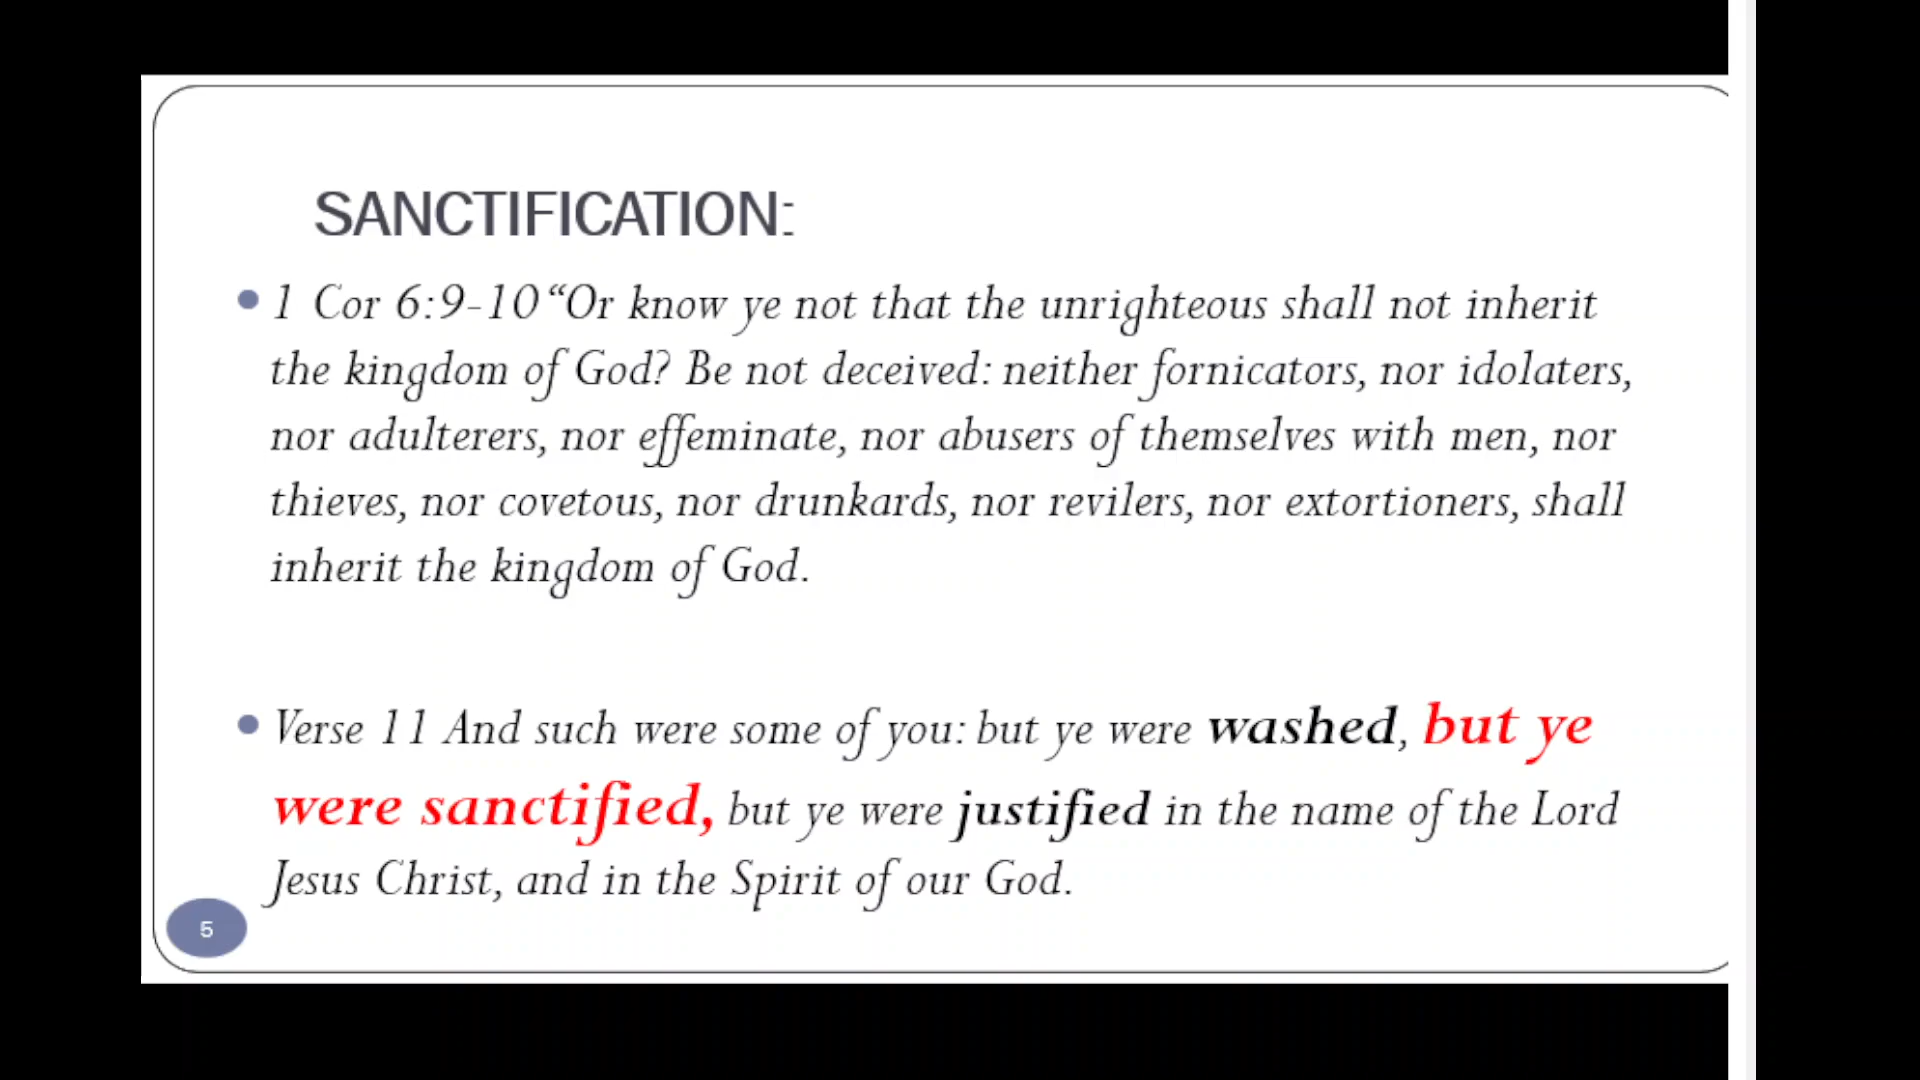 SANCTIFICATION:
1 Cor 6:9-10 “Or know ye not that the unrighteous shall not inherit
the kingdom of God? Be not deceived: neither fornicators, nor idolaters,
nor adulterers, nor effeminate, nor abusers of themselves with men, nor
thieves, nor covetous, nor drunkards, nor revilers, nor extortioners, shall
inherit the kingdom of God.
Verse 11 And such were some of you: but ye were washed, but ye
were sanctified, but ye were justified in the name of the Lord
Jesus Christ, and in the Spirit of our God.
5